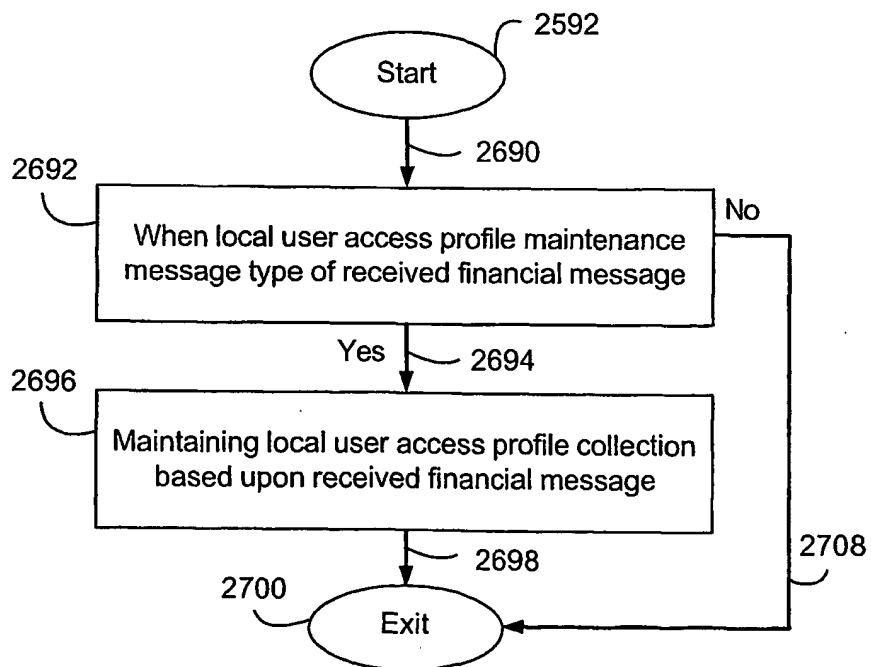 2592
Start
2690
2692
No
When local user access profile maintenance
message type of received financial message
Yes
2694
2696
Maintaining local user access profile collection
based upon received financial message
2698
2708
2700
Exit